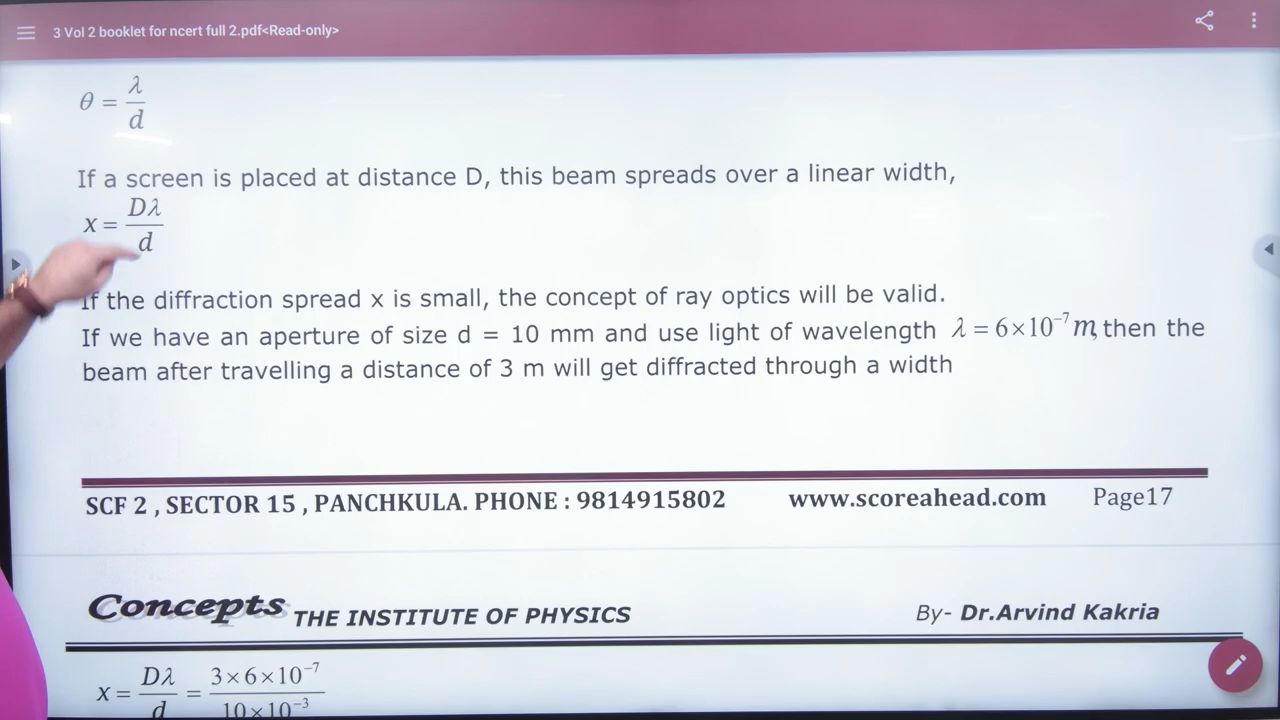 3 Vol 2 booklet for ncert full 2.pdf<Read-only>
θ = λ/d
If a screen is placed at distance D, this beam spreads over a linear width,
x = Dλ/d
If the diffraction spread x is small, the concept of ray optics will be valid.
If we have an aperture of size d = 10 mm and use light of wavelength λ = 6×10⁻⁷ m, then the
beam after travelling a distance of 3 m will get diffracted through a width
SCF 2 , SECTOR 15 , PANCHKULA. PHONE : 9814915802 www.scoreahead.com Page17
Concepts THE INSTITUTE OF PHYSICS By- Dr.Arvind Kakria
x = Dλ/d = 3×6×10⁻⁷/10×10⁻³